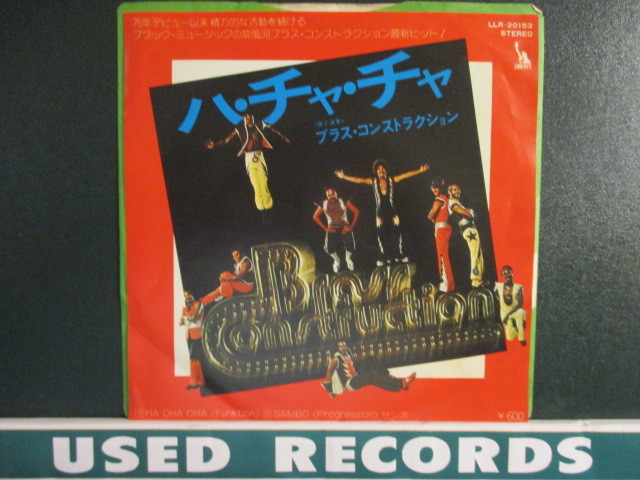 75年デビュー以来 精力的な活動を続ける
ブラック・ミュージックの旋風児ブラス・コンストラクション最新ヒット!
LLR-20153
STEREO
LIBERTY
ハ・チャ・チャ
ブラス・コンストラクション
Brass
Construction
HA CHA CHA (Funktion) SAMBO (Progression) サンボ
¥600
USED RECORDS